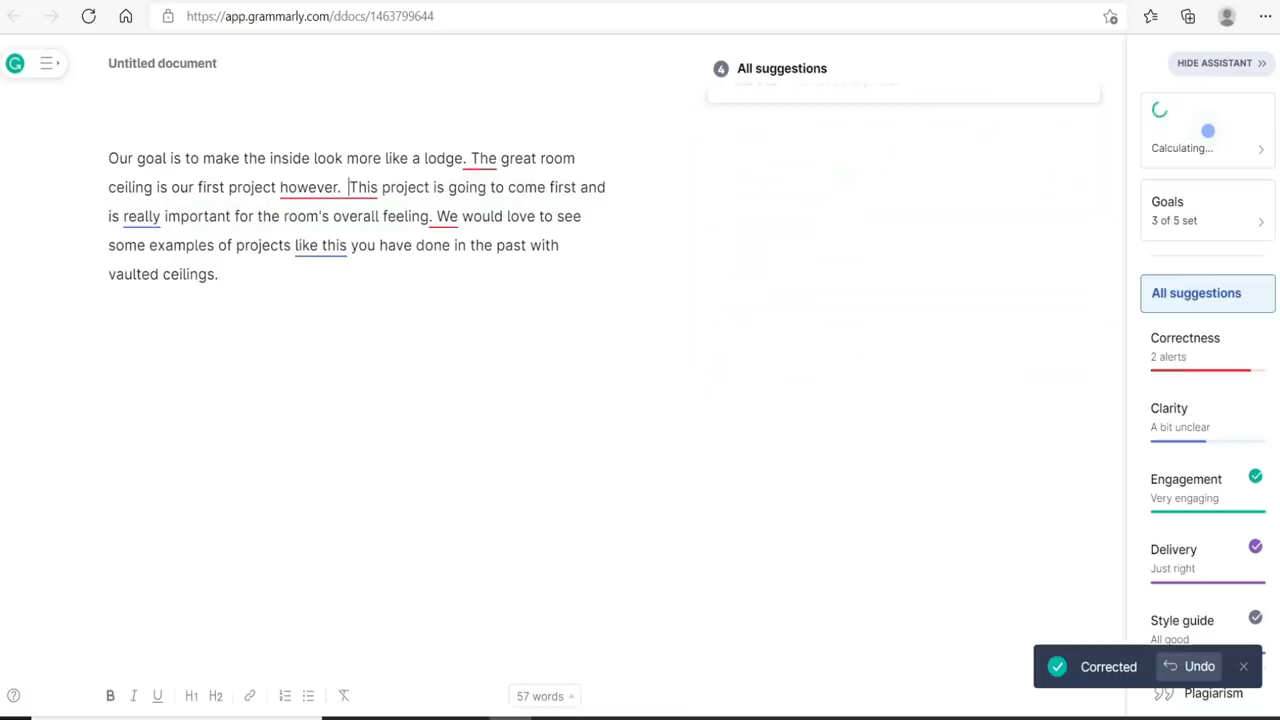 https://app.grammarly.com/ddocs/1463799644
Untitled document
4 All suggestions
HIDE ASSISTANT
Our goal is to make the inside look more like a lodge. The great room
ceiling is our first project however. This project is going to come first and
is really important for the room's overall feeling. We would love to see
some examples of projects like this you have done in the past with
vaulted ceilings.
Calculating...
Goals
3 of 5 set
All suggestions
Correctness
2 alerts
Clarity
A bit unclear
Engagement
Very engaging
Delivery
Just right
Style guide
All good
Corrected Undo
Plagiarism
B I U H1 H2
57 words